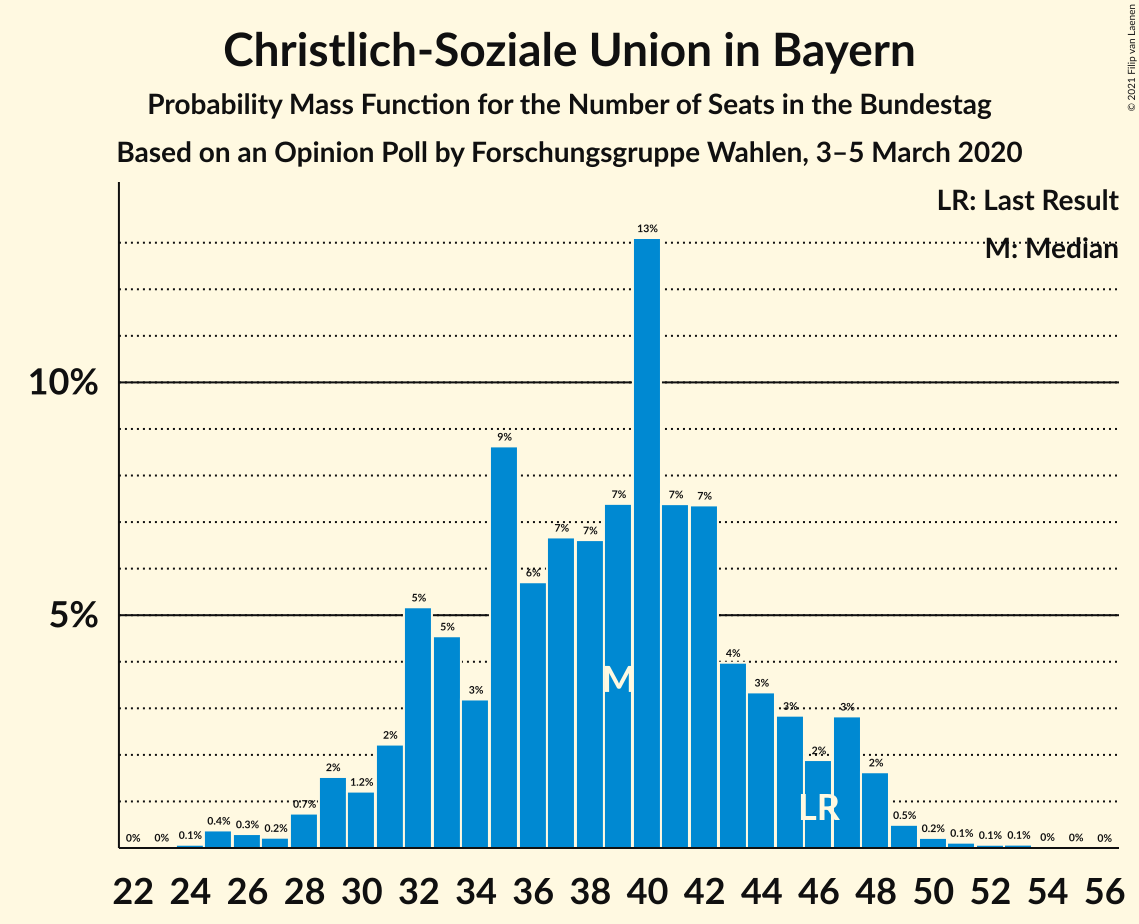 Christlich-Soziale Union in Bayern
Probability Mass Function for the Number of Seats in the Bundestag
Based on an Opinion Poll by Forschungsgruppe Wahlen, 3–5 March 2020
© 2021 Filip van Laenen
LR: Last Result
M: Median
10%
5%
0% 0% 0.1% 0.4% 0.3% 0.2% 0.7% 2% 1.2% 2% 5% 5% 3% 9% 6% 7% 7% 7% 13% 7% 7% 4% 3% 3% 2% 3% 2% 0.5% 0.2% 0.1% 0.1% 0.1% 0% 0% 0%
M
LR
22 24 26 28 30 32 34 36 38 40 42 44 46 48 50 52 54 56